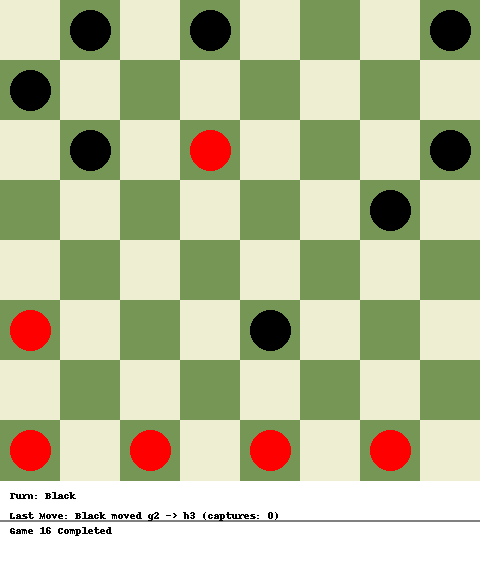 Turn: Black
Last Move: Black moved g2 -> h3 (captures: 0)
Game 16 Completed